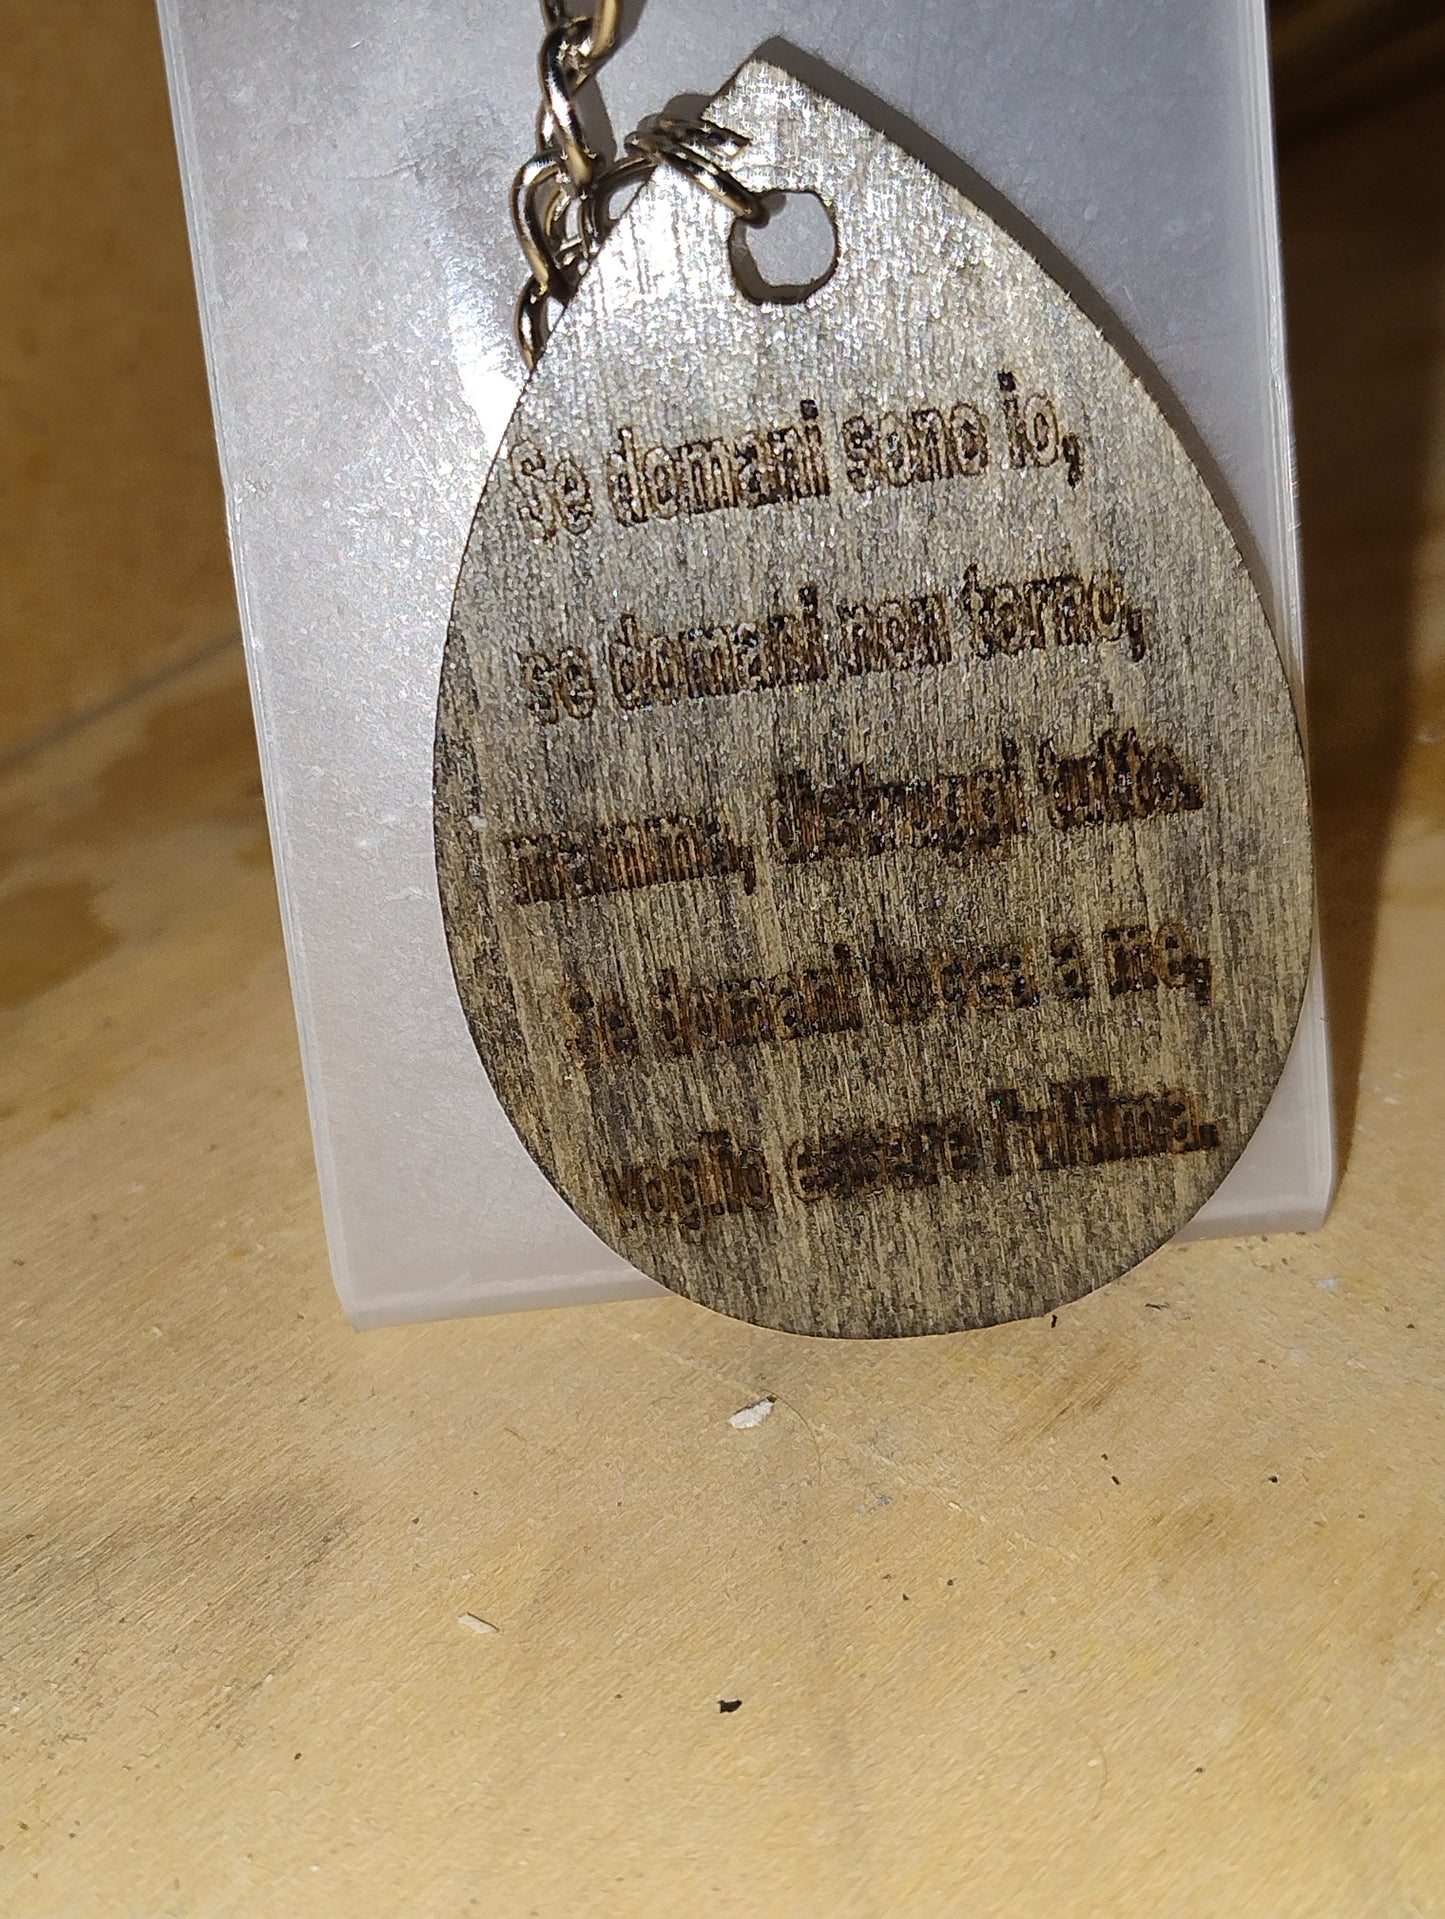 Se domani sono io,
se domani non torno,
mamma, distruggi tutto.
Se domani tocca a me,
voglio essere l'ultima.